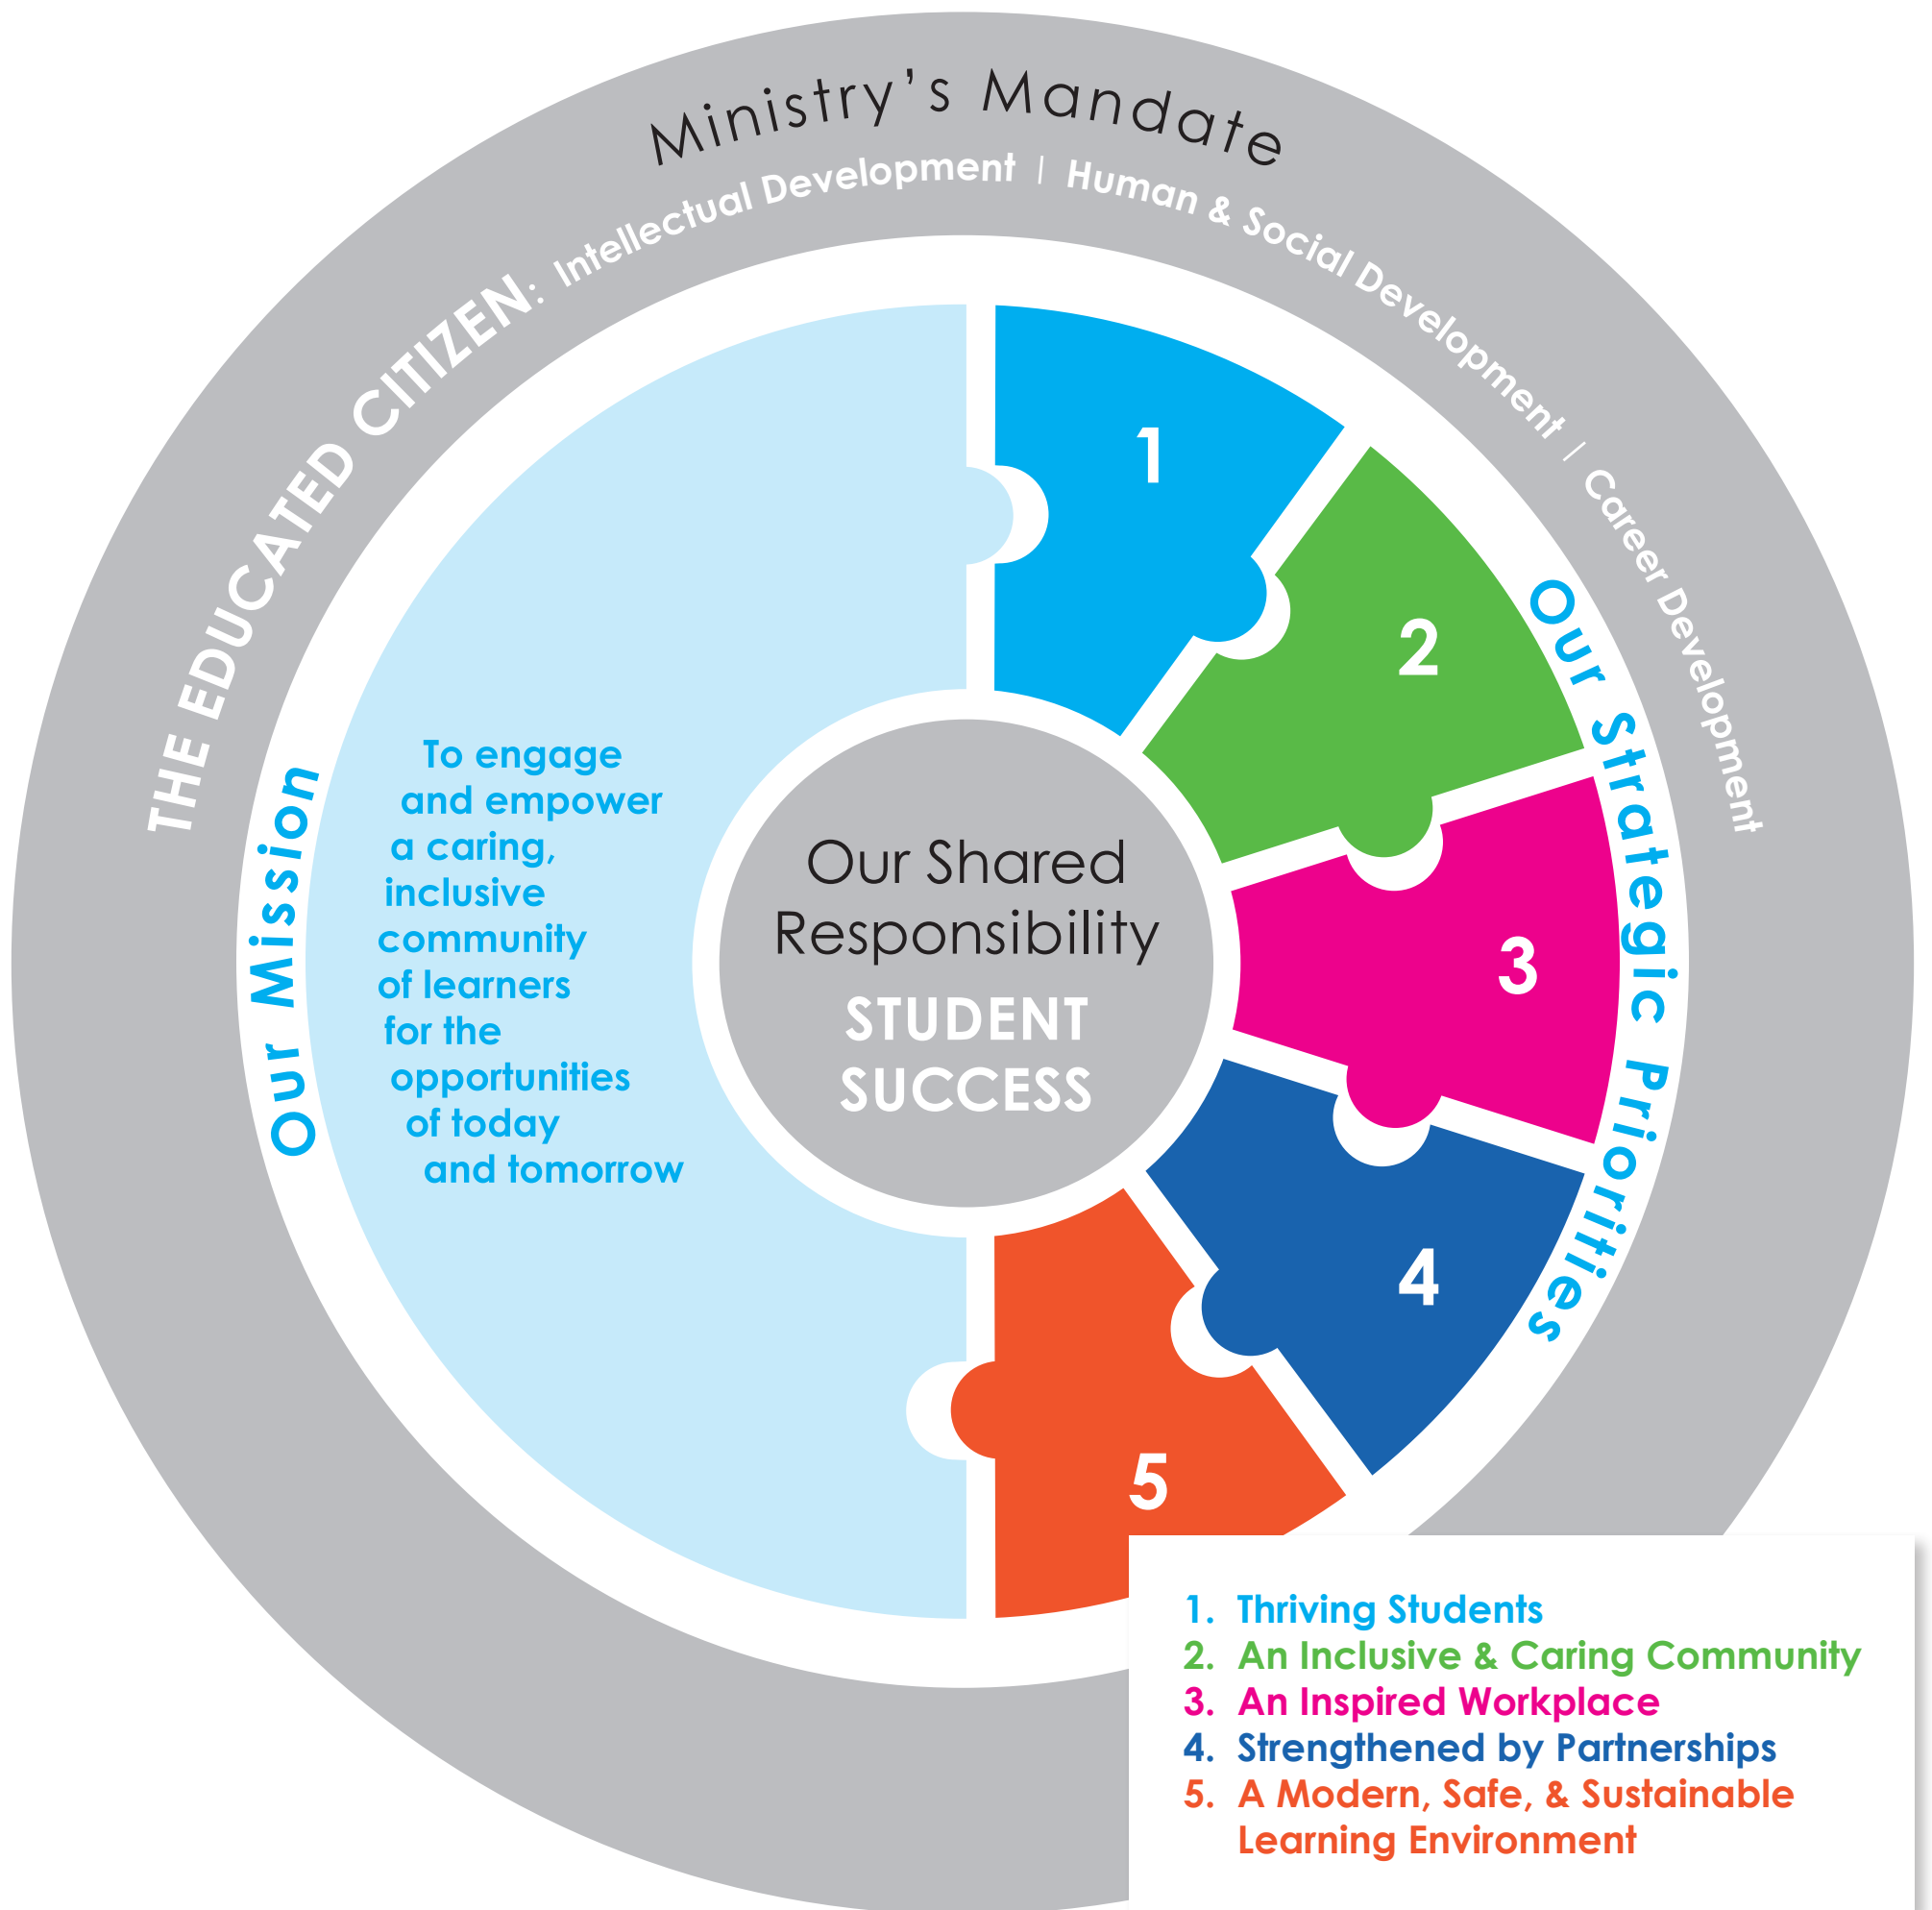 Ministry's Mandate
THE EDUCATED CITIZEN: Intellectual Development | Human & Social Development | Career Development
Our Mission
To engage
and empower
a caring,
inclusive
community
of learners
for the
opportunities
of today
and tomorrow
Our Shared
Responsibility
STUDENT
SUCCESS
Our Strategic Priorities
1
2
3
4
5
1. Thriving Students
2. An Inclusive & Caring Community
3. An Inspired Workplace
4. Strengthened by Partnerships
5. A Modern, Safe, & Sustainable
Learning Environment